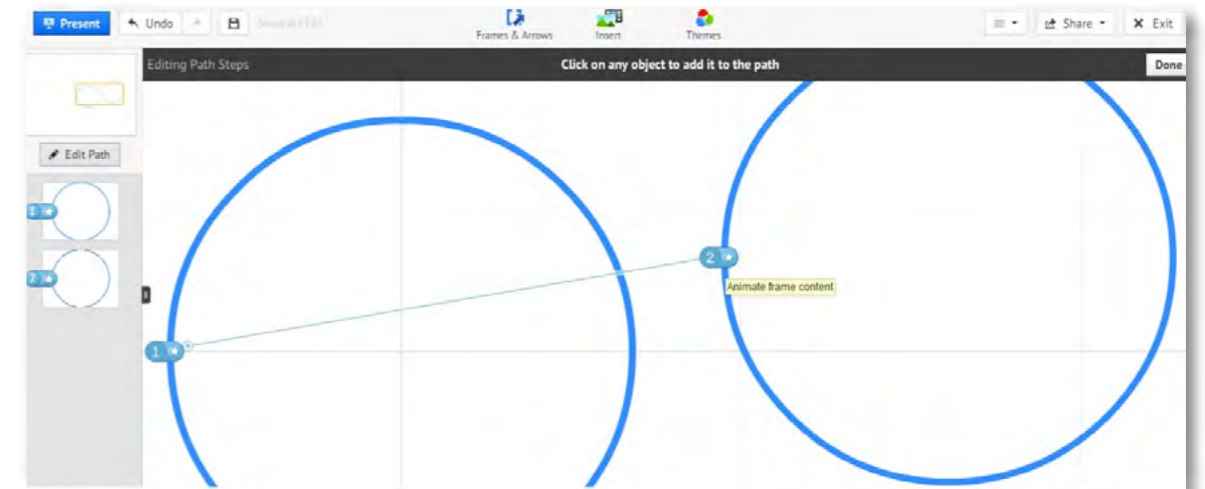 Present
Undo
Frames & Arrows
Insert
Themes
Share
Exit
Editing Path Steps
Click on any object to add it to the path
Done
Edit Path
1
2
1
2
Animate frame content